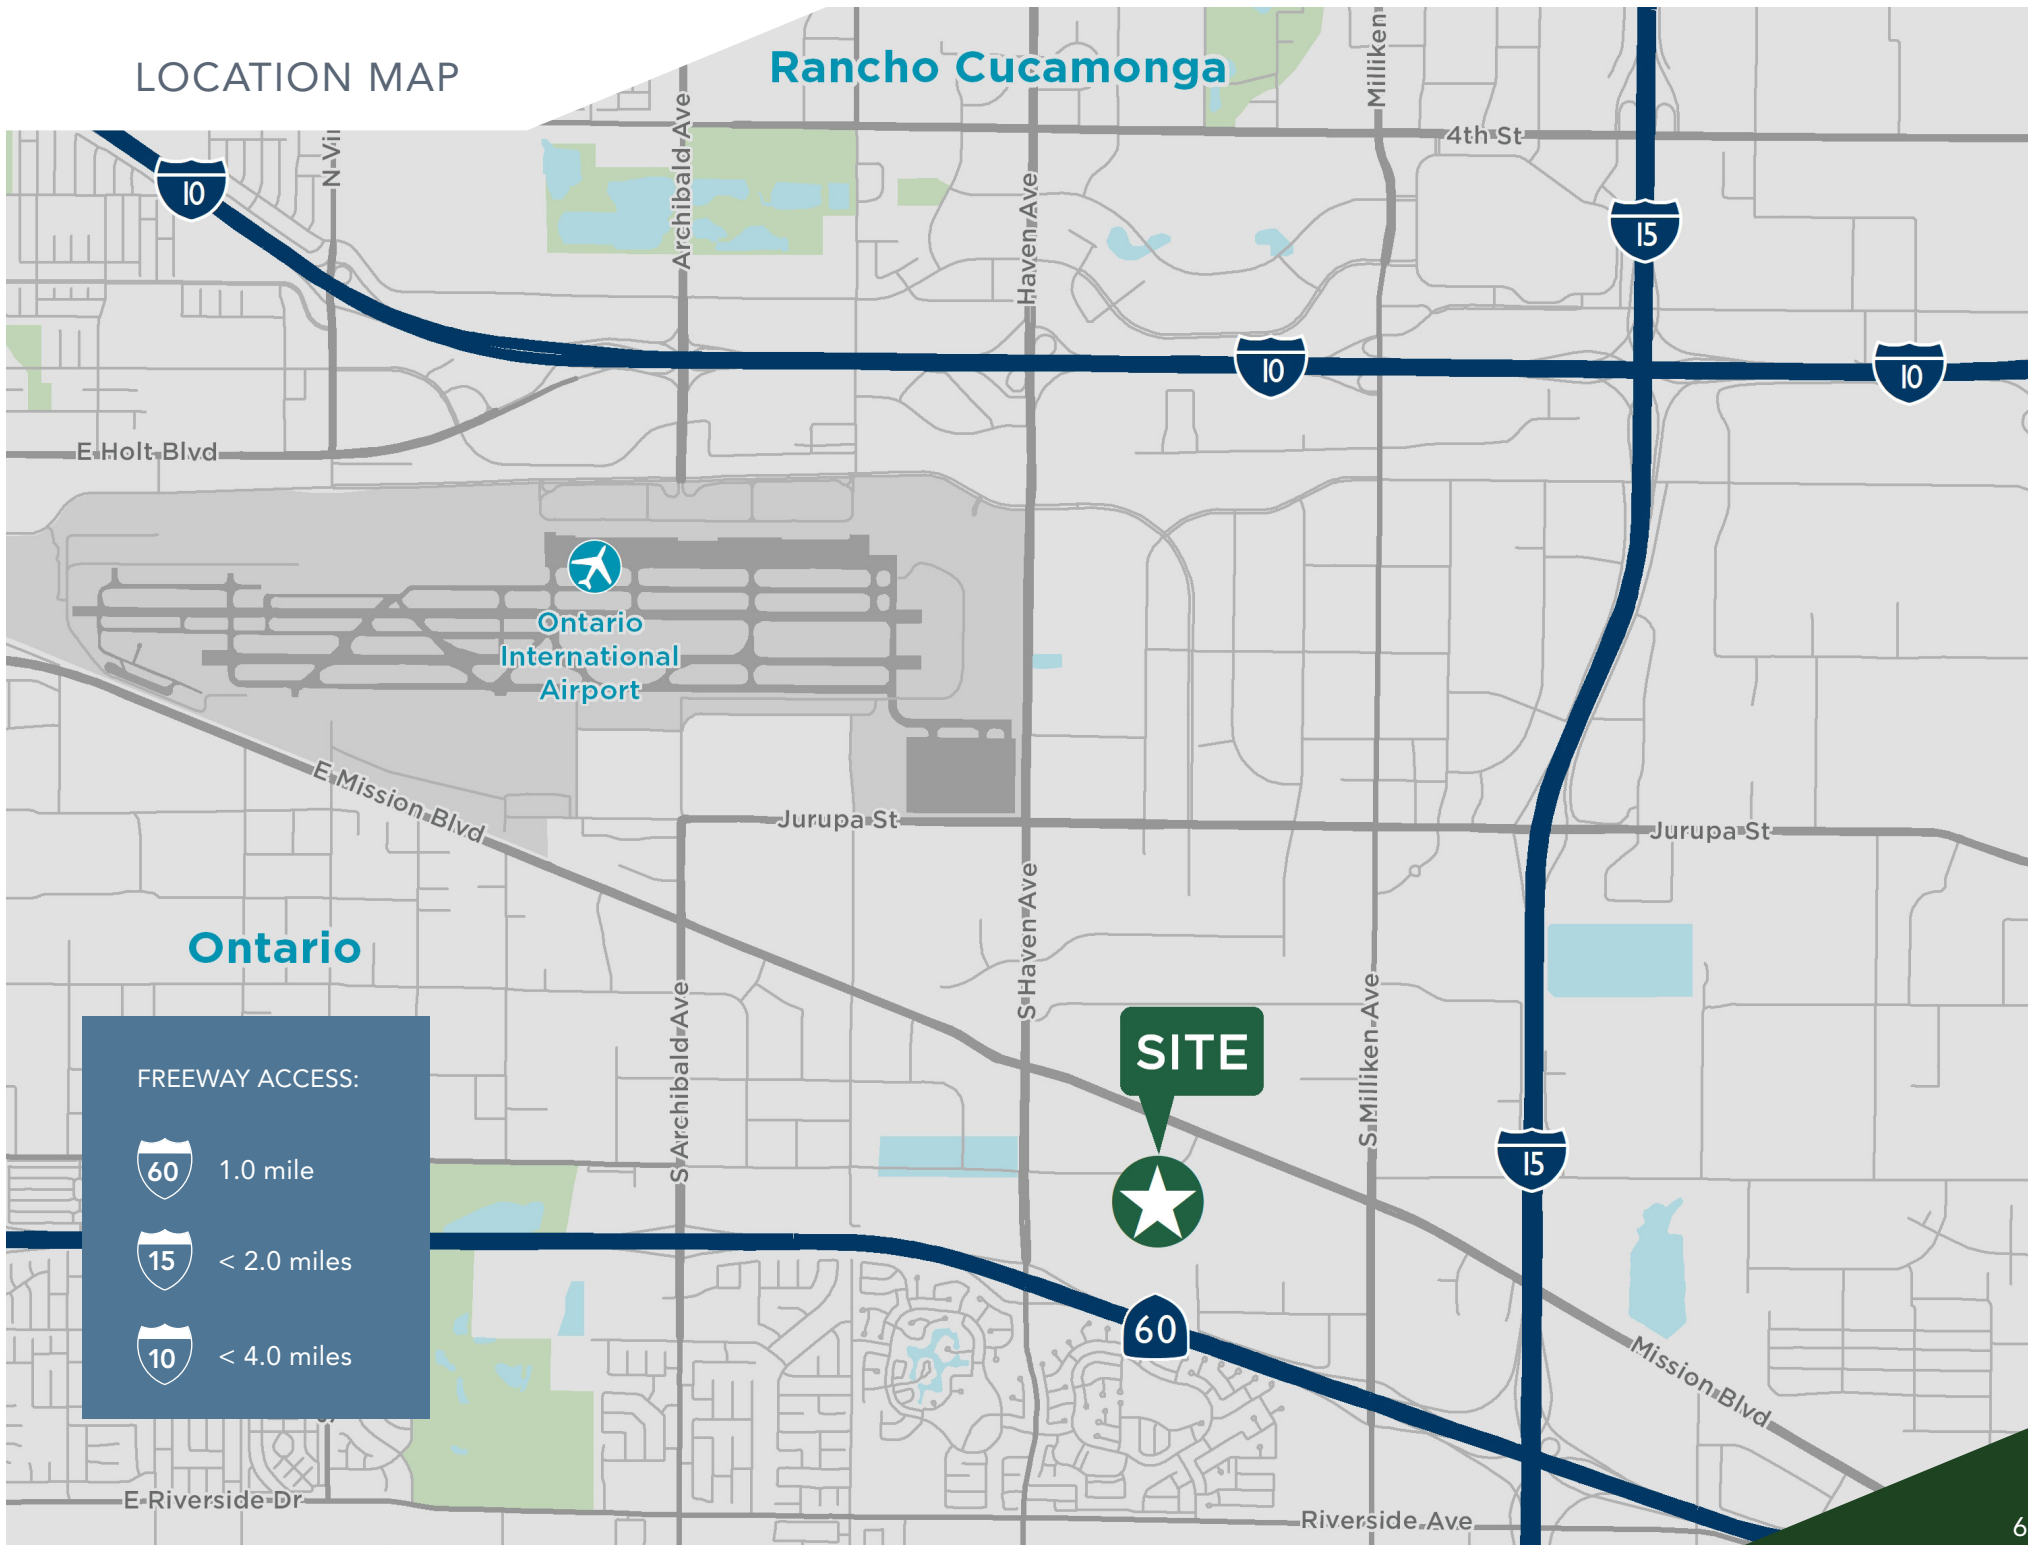 LOCATION MAP
Rancho Cucamonga
Milliken
4th St
N Vi
Archibald Ave
Haven Ave
10
15
10
10
E Holt Blvd
Ontario
International
Airport
E Mission Blvd
Jurupa St
Jurupa St
S Haven Ave
Ontario
S Archibald Ave
S Milliken Ave
SITE
FREEWAY ACCESS:
60 1.0 mile
15 < 2.0 miles
10 < 4.0 miles
15
60
Mission Blvd
E Riverside Dr
Riverside Ave
6